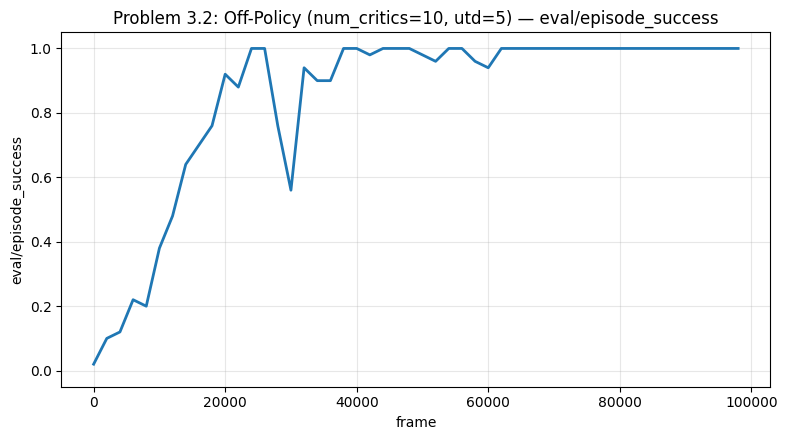 Problem 3.2: Off-Policy (num_critics=10, utd=5) — eval/episode_success
eval/episode_success
1.0
0.8
0.6
0.4
0.2
0.0
0 20000 40000 60000 80000 100000
frame